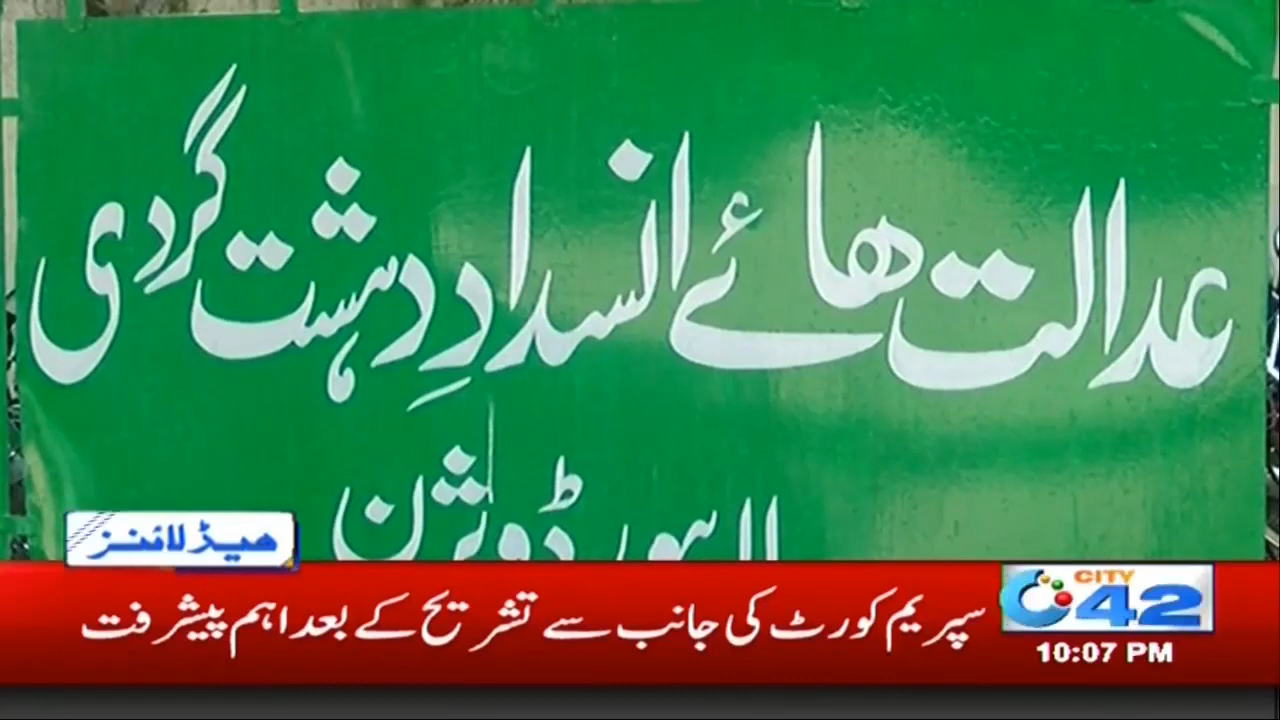 عدالت ھائے انسدادِ دہشت گردی
لاہور ڈویژن
ھیڈ لائنز
سپریم کورٹ کی جانب سے تشریح کے بعد اہم پیشرفت
CITY
42
10:07 PM